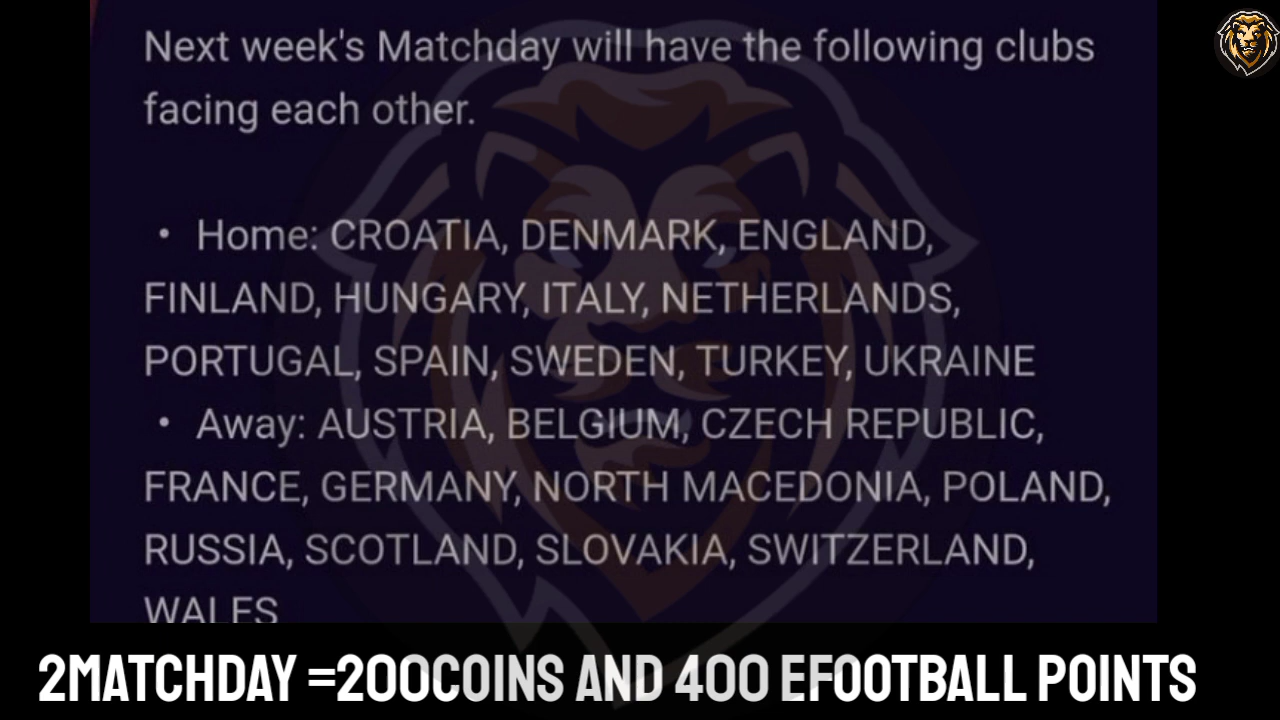 Next week's Matchday will have the following clubs
facing each other.
• Home: CROATIA, DENMARK, ENGLAND,
FINLAND, HUNGARY, ITALY, NETHERLANDS,
PORTUGAL, SPAIN, SWEDEN, TURKEY, UKRAINE
• Away: AUSTRIA, BELGIUM, CZECH REPUBLIC,
FRANCE, GERMANY, NORTH MACEDONIA, POLAND,
RUSSIA, SCOTLAND, SLOVAKIA, SWITZERLAND,
WALES
2MATCHDAY =200COINS AND 400 EFOOTBALL POINTS